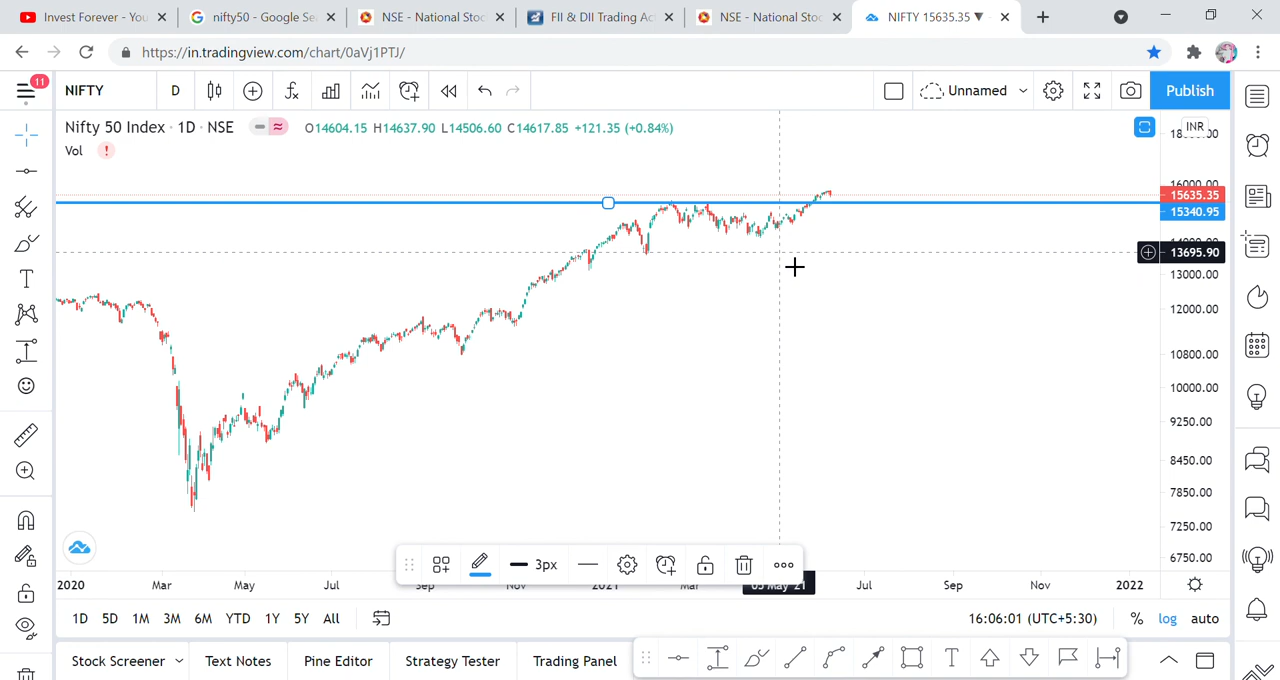 Invest Forever - You
nifty50 - Google Se
NSE - National Stoc
FII & DII Trading Ac
NSE - National Stoc
NIFTY 15635.35 ▼
https://in.tradingview.com/chart/0aVj1PTJ/
11
NIFTY
D
Unnamed
Publish
Nifty 50 Index · 1D · NSE
O14604.15 H14637.90 L14506.60 C14617.85 +121.35 (+0.84%)
Vol
INR
16000.00
15635.35
15340.95
13695.90
13000.00
12000.00
10800.00
10000.00
9250.00
8450.00
7850.00
7250.00
6750.00
3px
2020 Mar May Jul Sep Nov 2021 Mar 05 May '21 Jul Sep Nov 2022
1D 5D 1M 3M 6M YTD 1Y 5Y All
16:06:01 (UTC+5:30) % log auto
Stock Screener Text Notes Pine Editor Strategy Tester Trading Panel